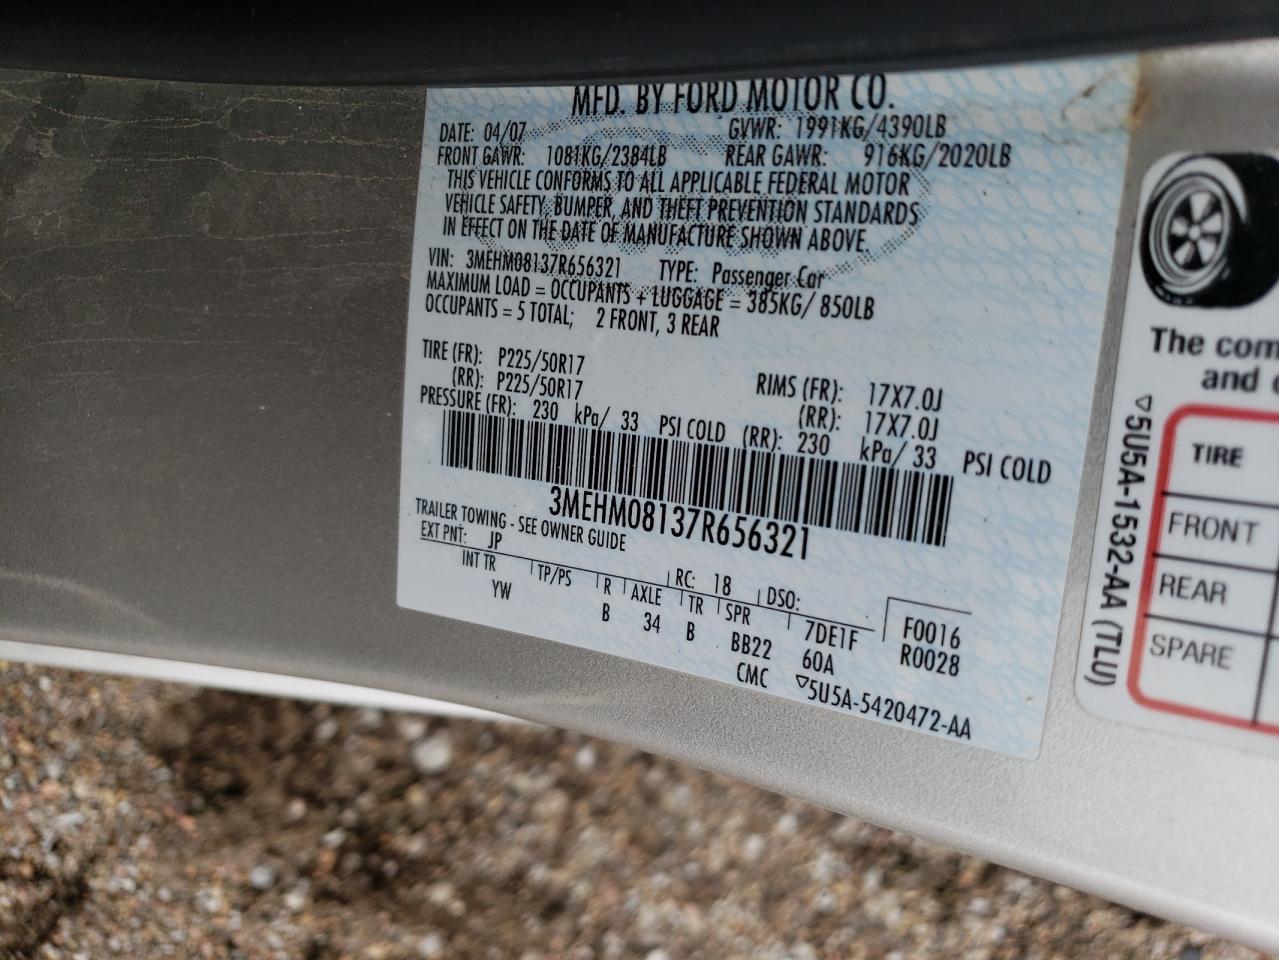 MFD. BY FORD MOTOR CO.
DATE: 04/07 GVWR: 1991KG/4390LB
FRONT GAWR: 1081KG/2384LB REAR GAWR: 916KG/2020LB
THIS VEHICLE CONFORMS TO ALL APPLICABLE FEDERAL MOTOR
VEHICLE SAFETY, BUMPER, AND THEFT PREVENTION STANDARDS
IN EFFECT ON THE DATE OF MANUFACTURE SHOWN ABOVE.
VIN: 3MEHM08137R656321 TYPE: Passenger Car
MAXIMUM LOAD = OCCUPANTS + LUGGAGE = 385KG/ 850LB
OCCUPANTS = 5 TOTAL; 2 FRONT, 3 REAR
TIRE (FR): P225/50R17 RIMS (FR): 17X7.0J
(RR): P225/50R17 (RR): 17X7.0J
PRESSURE (FR): 230 kPa/ 33 PSI COLD (RR): 230 kPa/ 33 PSI COLD
3MEHM08137R656321
TRAILER TOWING - SEE OWNER GUIDE
EXT PNT: JP RC: 18 DSO:
INT TR TP/PS R AXLE TR SPR 7DE1F F0016
YW B 34 B BB22 60A R0028
CMC ▽5U5A-5420472-AA
The com
and
▽5U5A-1532-AA (TLU)
TIRE
FRONT
REAR
SPARE